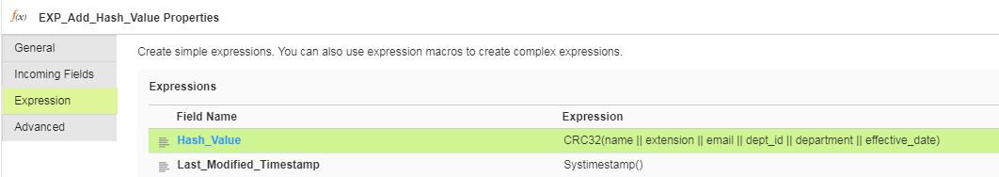 f(x) EXP_Add_Hash_Value Properties
General
Incoming Fields
Expression
Advanced
Create simple expressions. You can also use expression macros to create complex expressions.
Expressions
Field Name Expression
Hash_Value CRC32(name || extension || email || dept_id || department || effective_date)
Last_Modified_Timestamp Systimestamp()